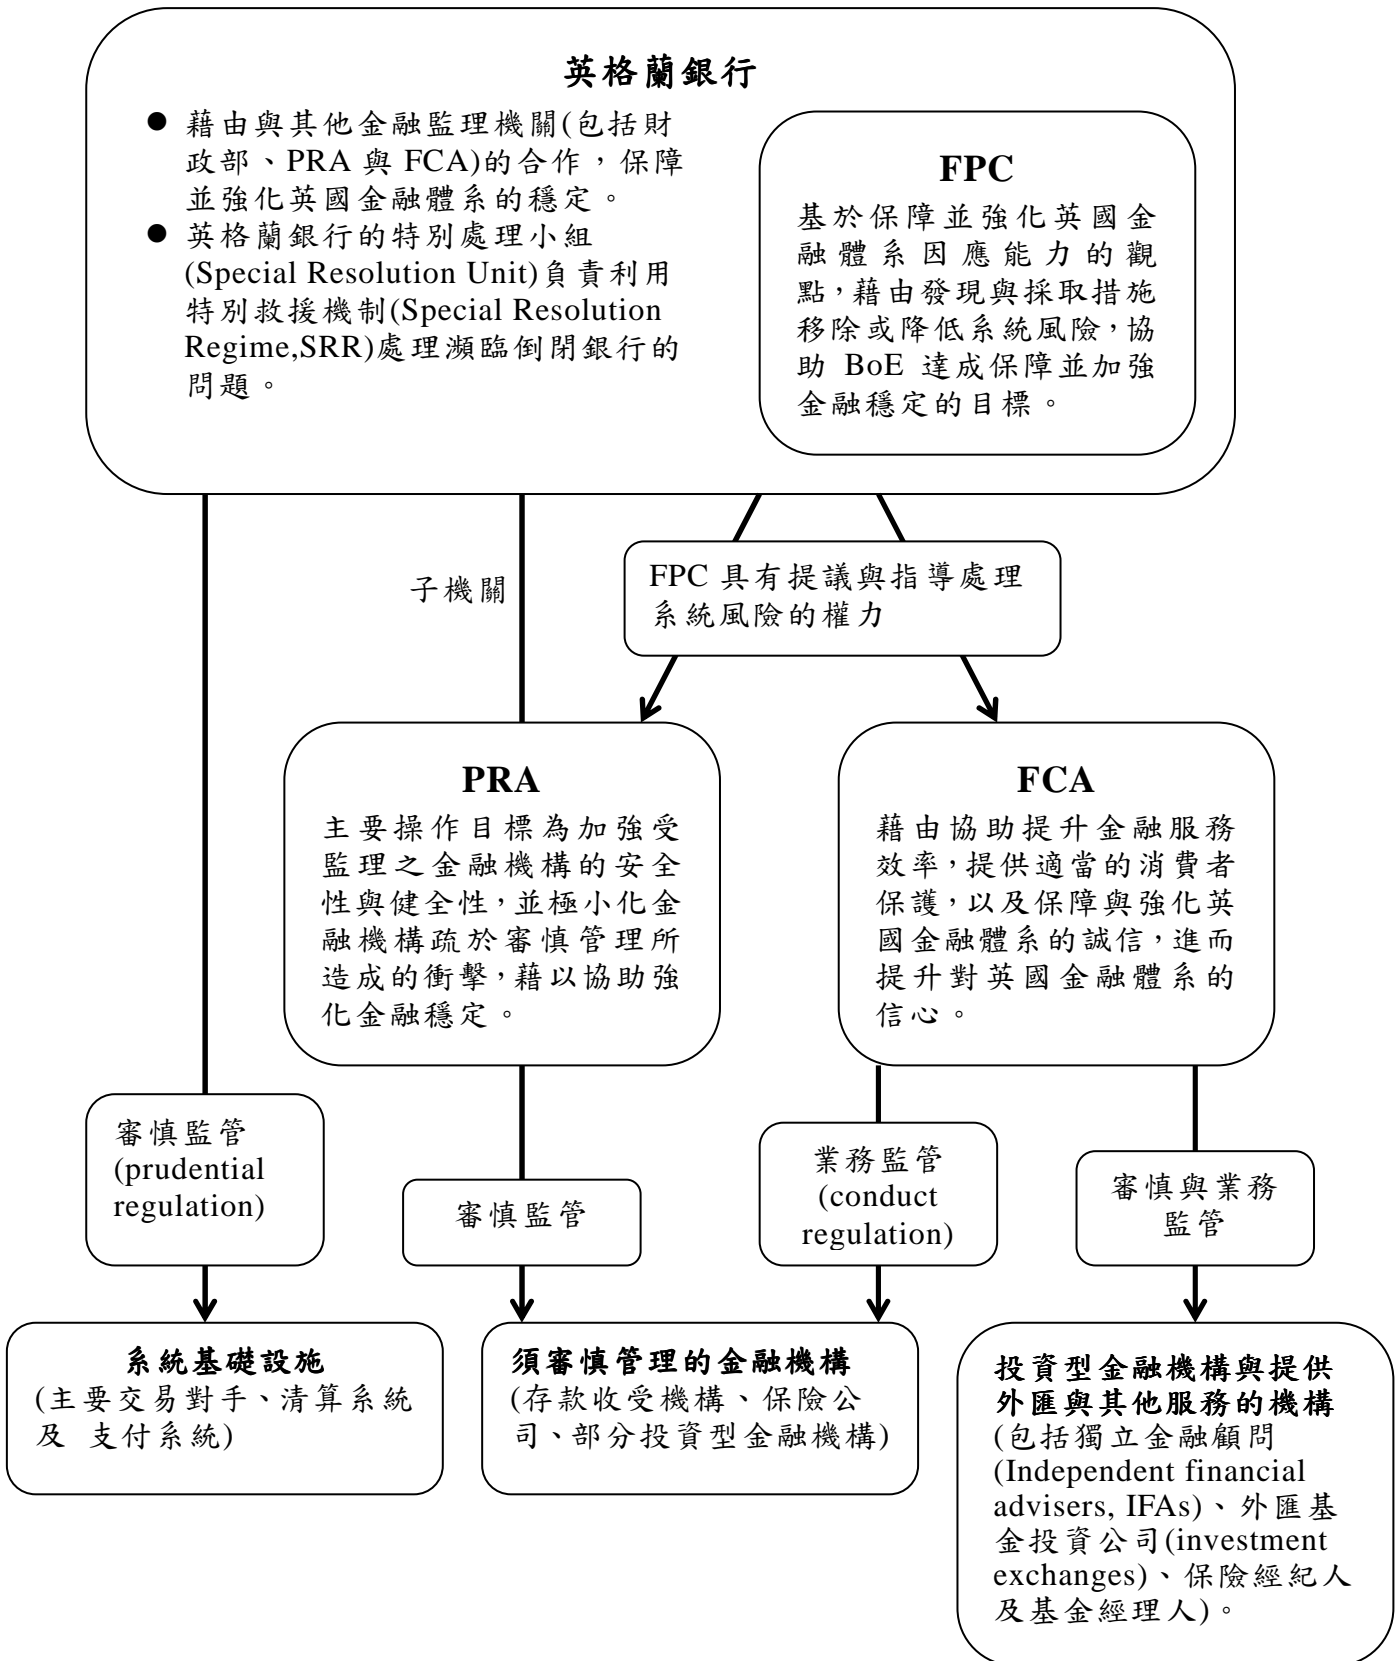 英格蘭銀行
● 藉由與其他金融監理機關(包括財
政部、PRA 與 FCA)的合作，保障
並強化英國金融體系的穩定。
● 英格蘭銀行的特別處理小組
(Special Resolution Unit)負責利用
特別救援機制(Special Resolution
Regime,SRR)處理瀕臨倒閉銀行的
問題。
FPC
基於保障並強化英國金
融體系因應能力的觀
點，藉由發現與採取措施
移除或降低系統風險，協
助 BoE 達成保障並加強
金融穩定的目標。
子機關
FPC 具有提議與指導處理
系統風險的權力
PRA
主要操作目標為加強受
監理之金融機構的安全
性與健全性，並極小化金
融機構疏於審慎管理所
造成的衝擊，藉以協助強
化金融穩定。
FCA
藉由協助提升金融服務
效率，提供適當的消費者
保護，以及保障與強化英
國金融體系的誠信，進而
提升對英國金融體系的
信心。
審慎監管
(prudential
regulation)
審慎監管
業務監管
(conduct
regulation)
審慎與業務
監管
系統基礎設施
(主要交易對手、清算系統
及 支付系統)
須審慎管理的金融機構
(存款收受機構、保險公
司、部分投資型金融機構)
投資型金融機構與提供
外匯與其他服務的機構
(包括獨立金融顧問
(Independent financial
advisers, IFAs)、外匯基
金投資公司(investment
exchanges)、保險經紀人
及基金經理人)。